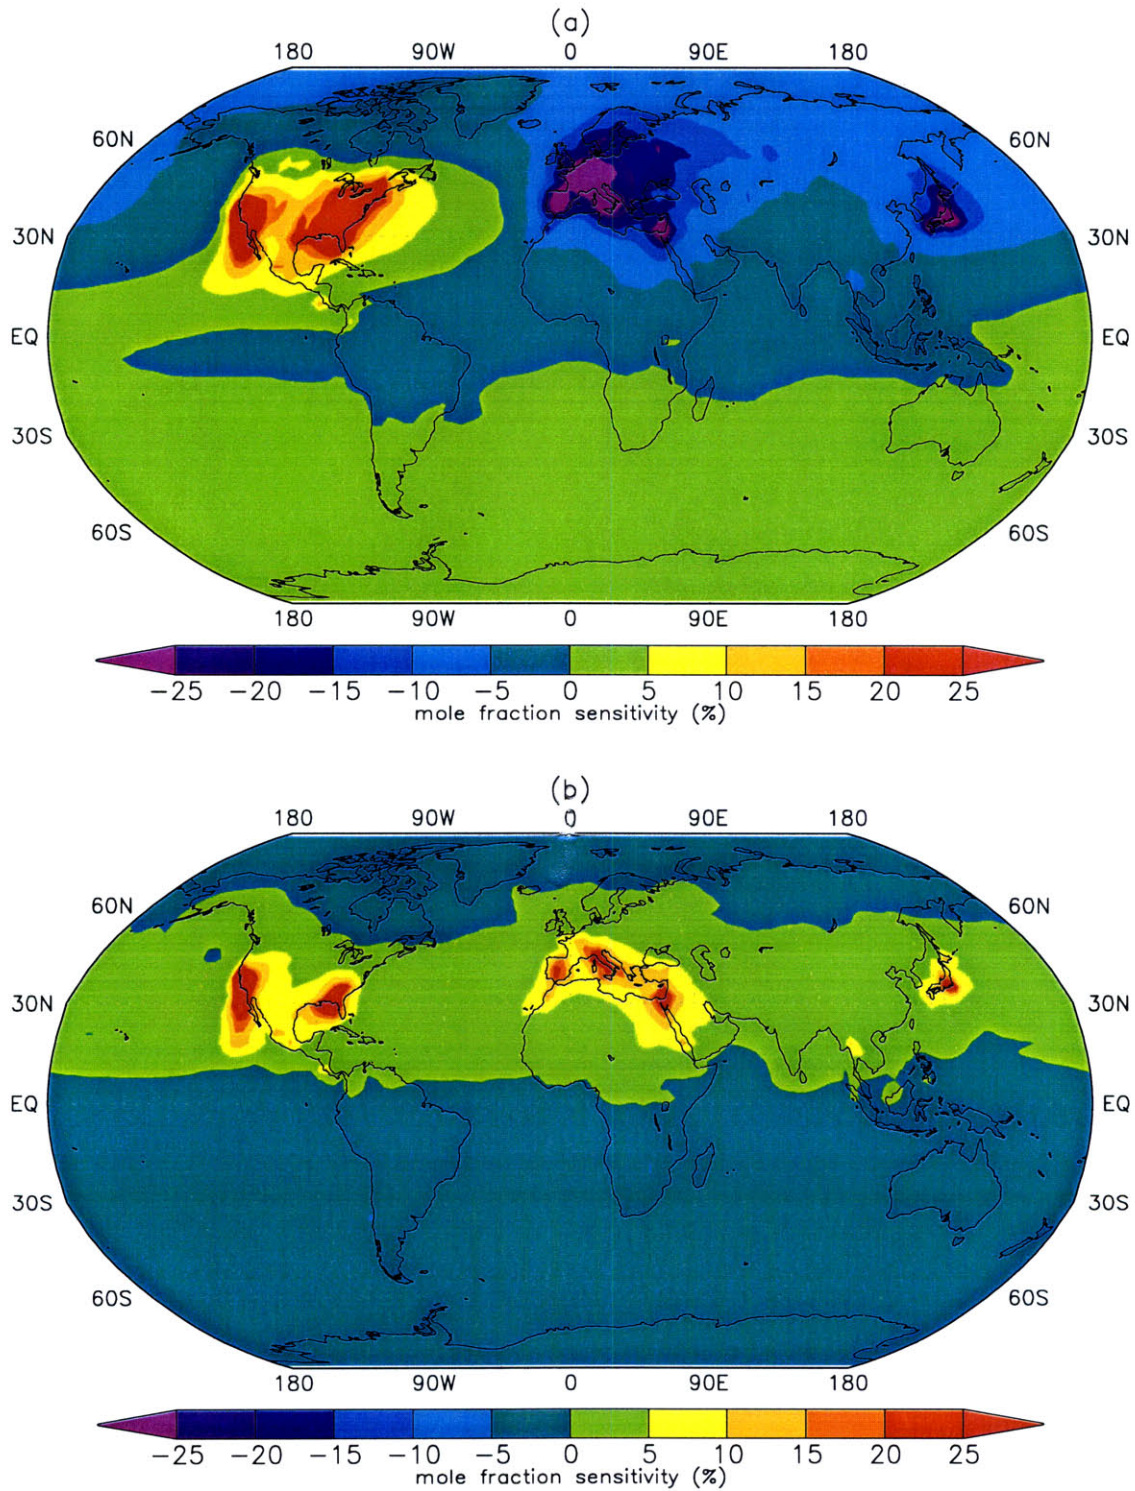 (a)
180 90W 0 90E 180
60N 60N
30N 30N
EQ EQ
30S 30S
60S 60S
180 90W 0 90E 180
−25 −20 −15 −10 −5 0 5 10 15 20 25
mole fraction sensitivity (%)
(b)
180 90W 0 90E 180
60N 60N
30N 30N
EQ EQ
30S 30S
60S 60S
180 90W 0 90E 180
−25 −20 −15 −10 −5 0 5 10 15 20 25
mole fraction sensitivity (%)